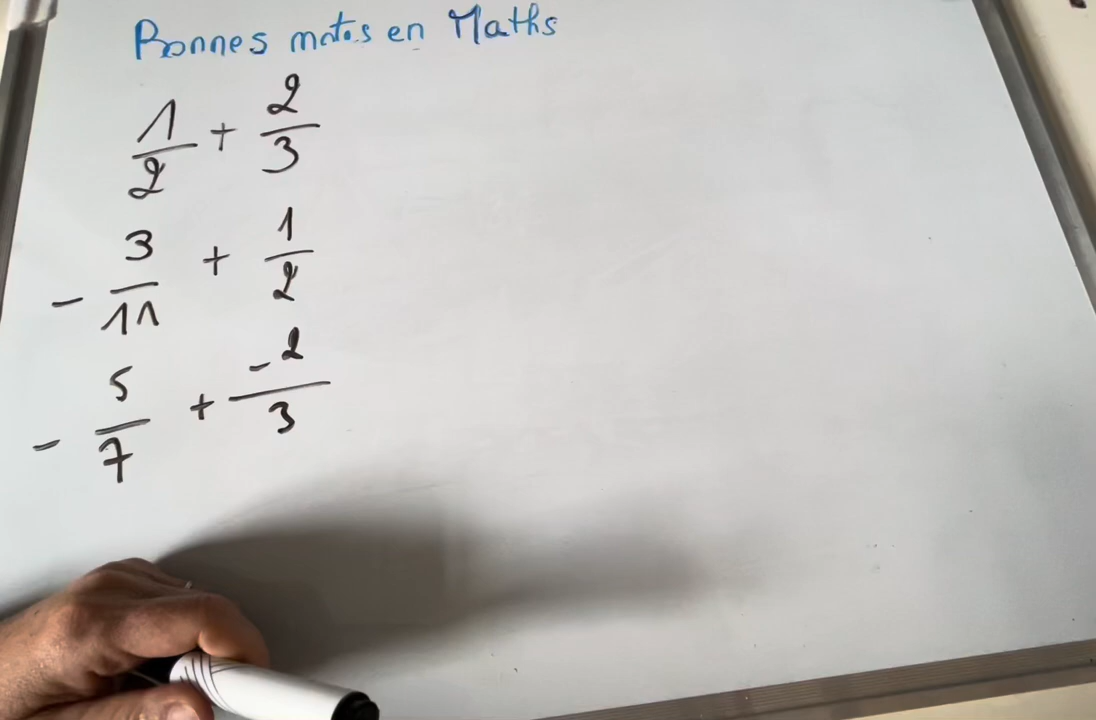 Bonnes notes en Maths
1/2 + 2/3
- 3/11 + 1/2
- 5/7 + -2/3